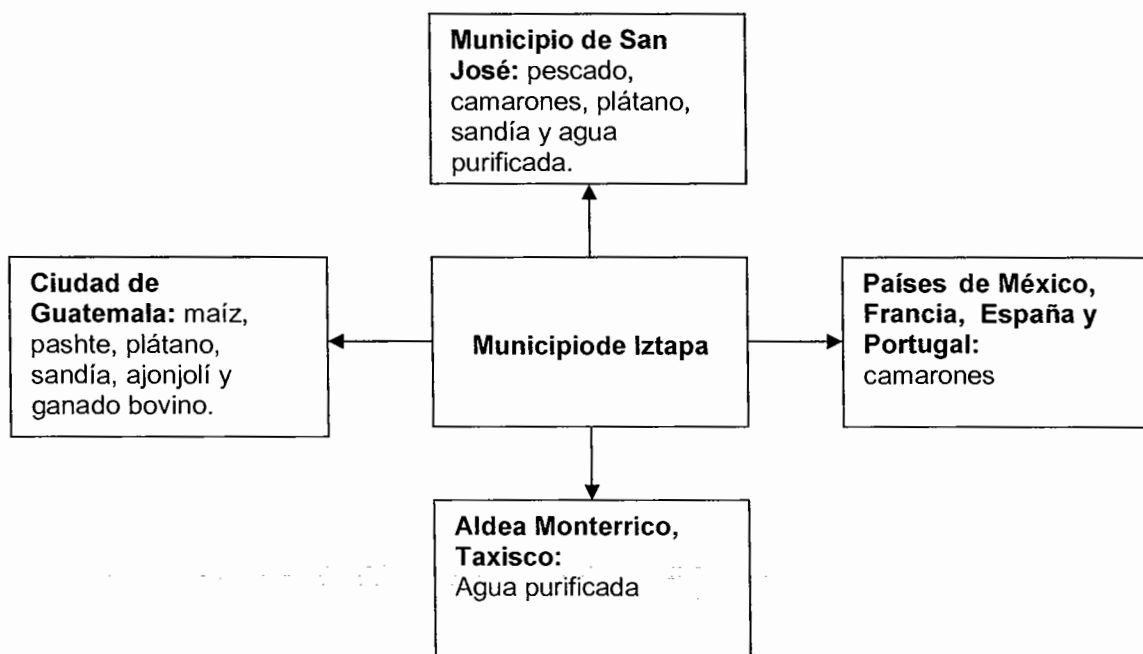 Municipio de San
José: pescado,
camarones, plátano,
sandía y agua
purificada.
Ciudad de
Guatemala: maíz,
pashte, plátano,
sandía, ajonjolí y
ganado bovino.
Municipiode Iztapa
Países de México,
Francia, España y
Portugal:
camarones
Aldea Monterrico,
Taxisco:
Agua purificada